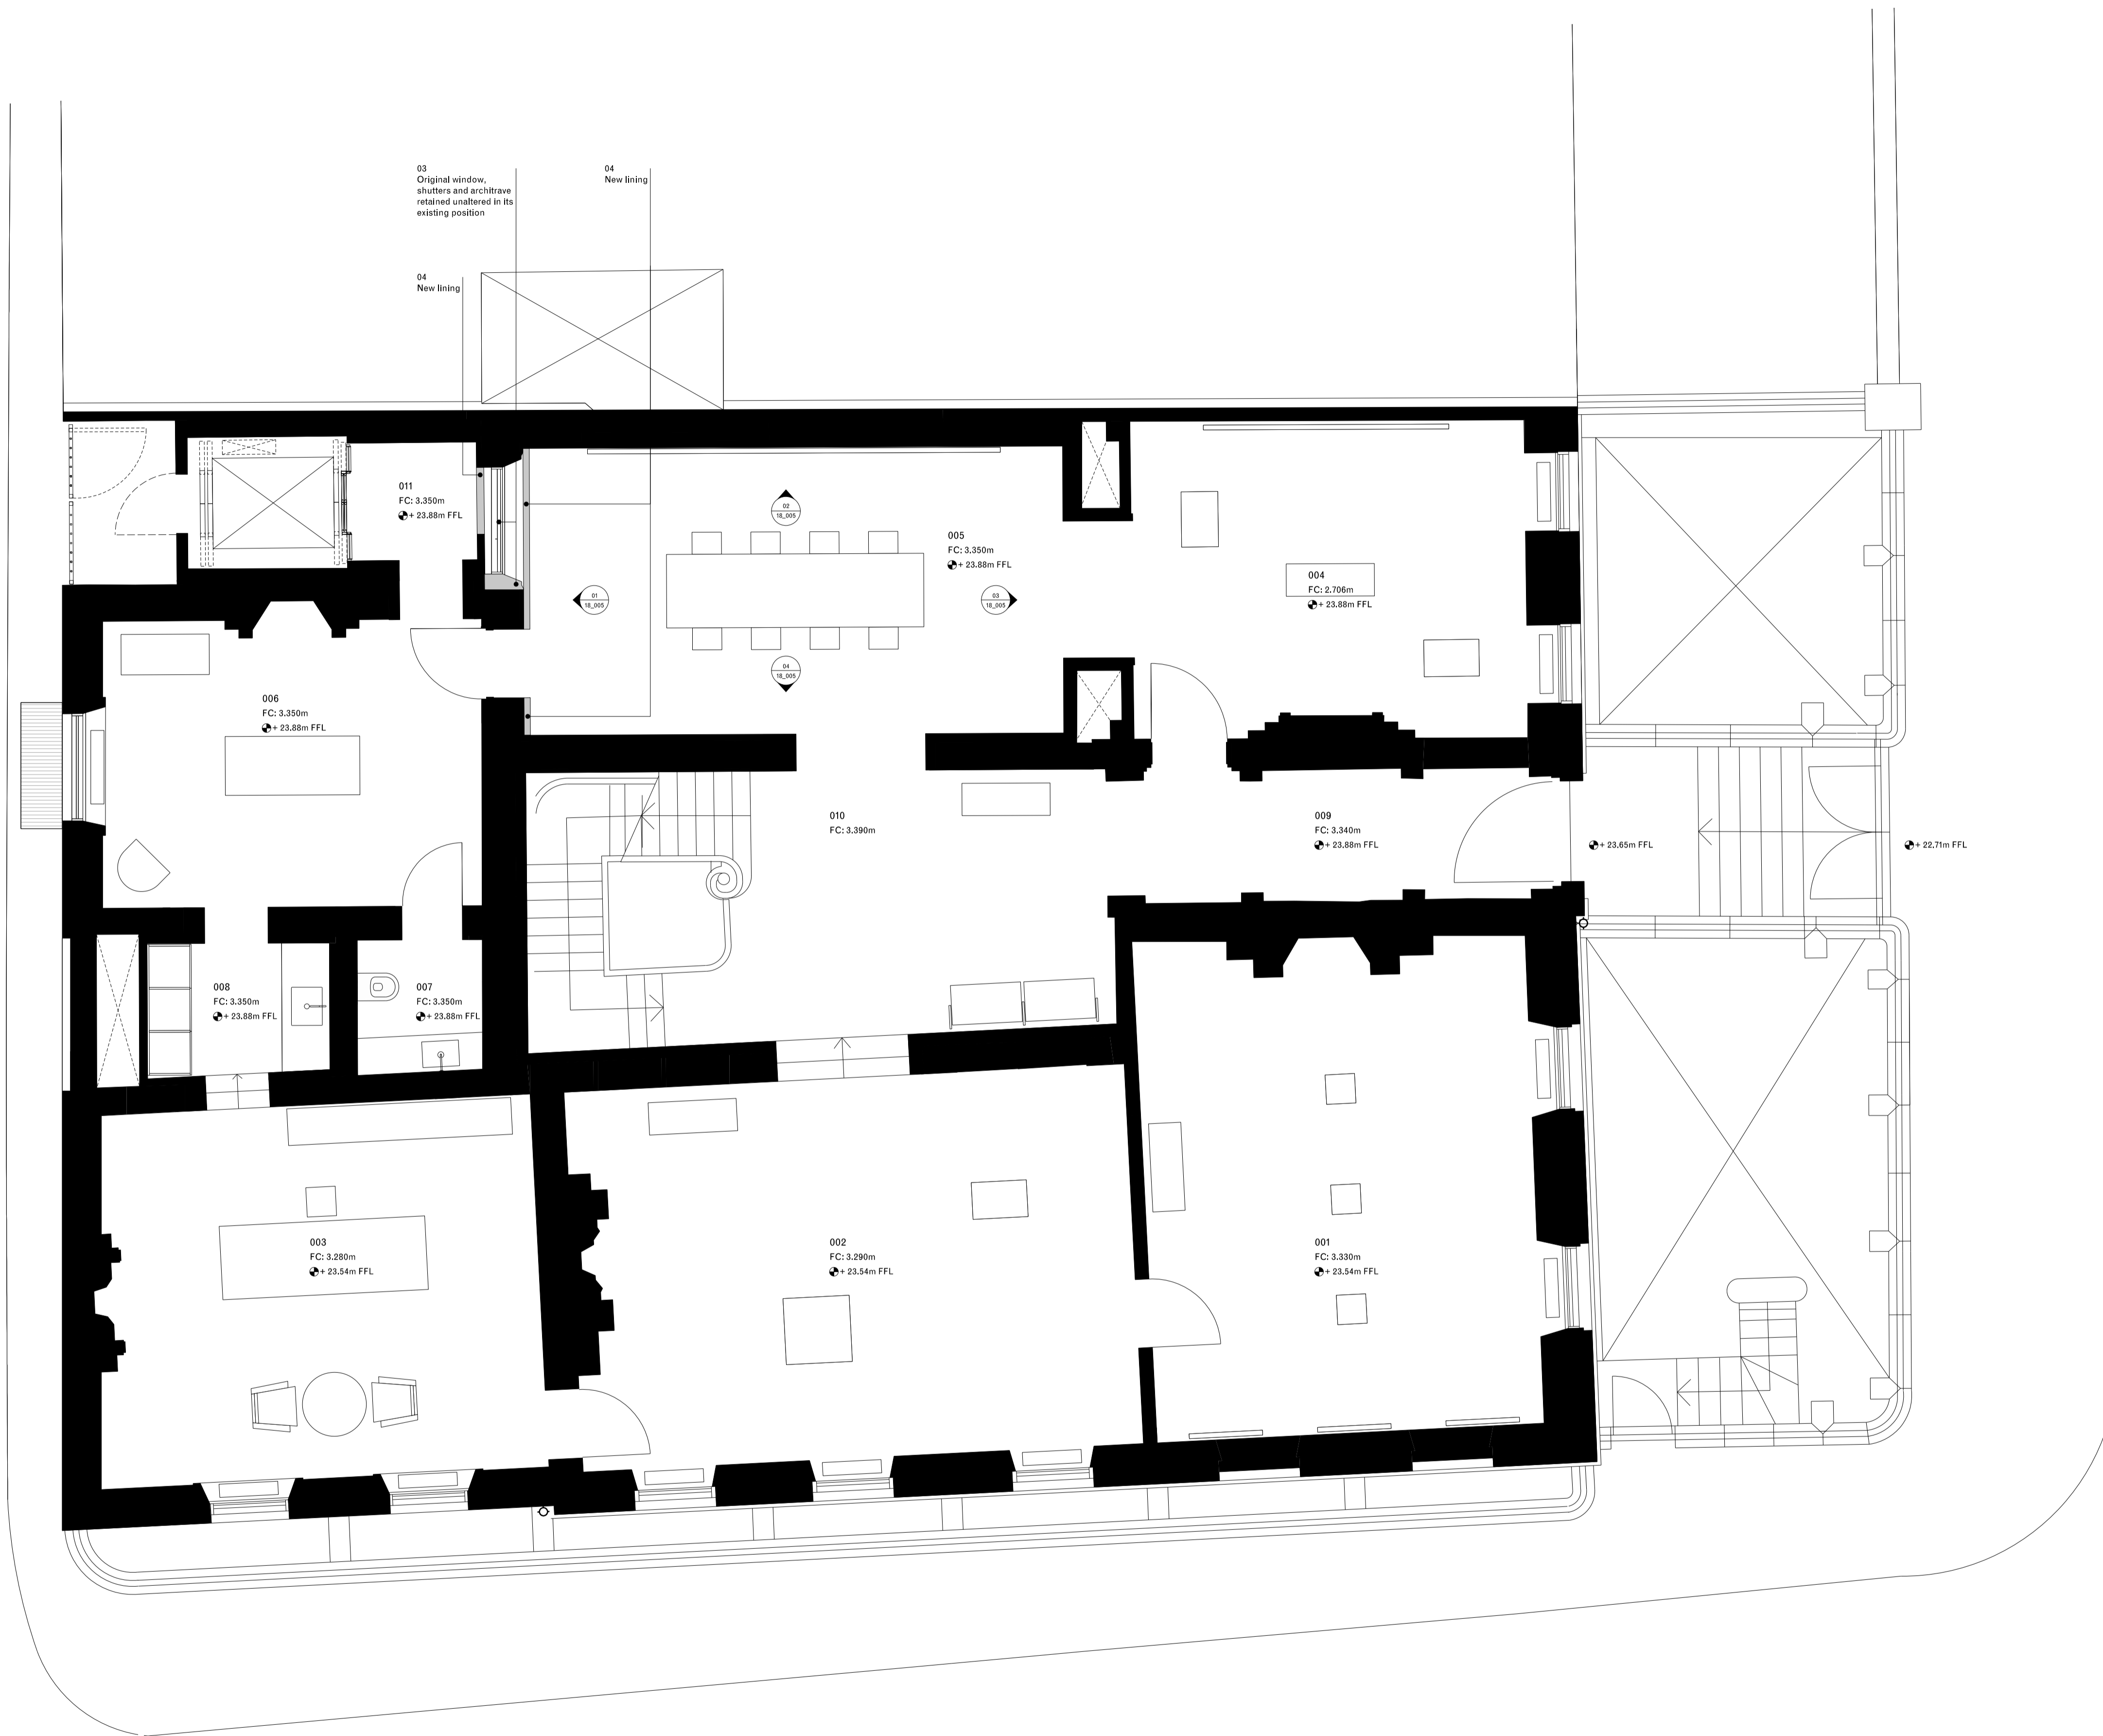 03
Original window,
shutters and architrave
retained unaltered in its
existing position
04
New lining
04
New lining
011
FC: 3.350m
+ 23.88m FFL
02
18_005
005
FC: 3.350m
+ 23.88m FFL
01
18_005
03
18_005
004
FC: 2.706m
+ 23.88m FFL
04
18_005
006
FC: 3.350m
+ 23.88m FFL
010
FC: 3.390m
009
FC: 3.340m
+ 23.88m FFL
+ 23.65m FFL
+ 22.71m FFL
008
FC: 3.350m
+ 23.88m FFL
007
FC: 3.350m
+ 23.88m FFL
003
FC: 3.280m
+ 23.54m FFL
002
FC: 3.290m
+ 23.54m FFL
001
FC: 3.330m
+ 23.54m FFL